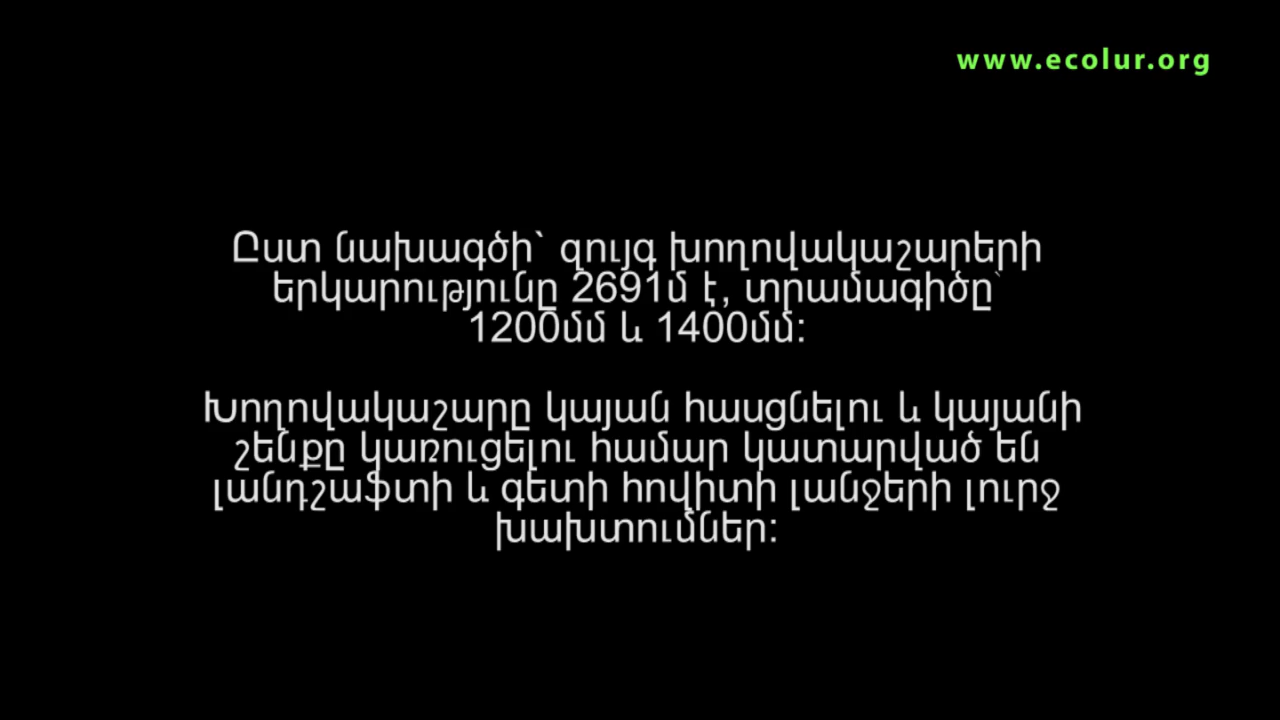 www.ecolur.org
Ըստ նախագծի` զույգ խողովակաշարերի
երկարությունը 2691մ է, տրամագիծը`
1200մմ և 1400մմ:
Խողովակաշարը կայան հասցնելու և կայանի
շենքը կառուցելու համար կատարված են
լանդշաֆտի և գետի հովիտի լանջերի լուրջ
խախտումներ: